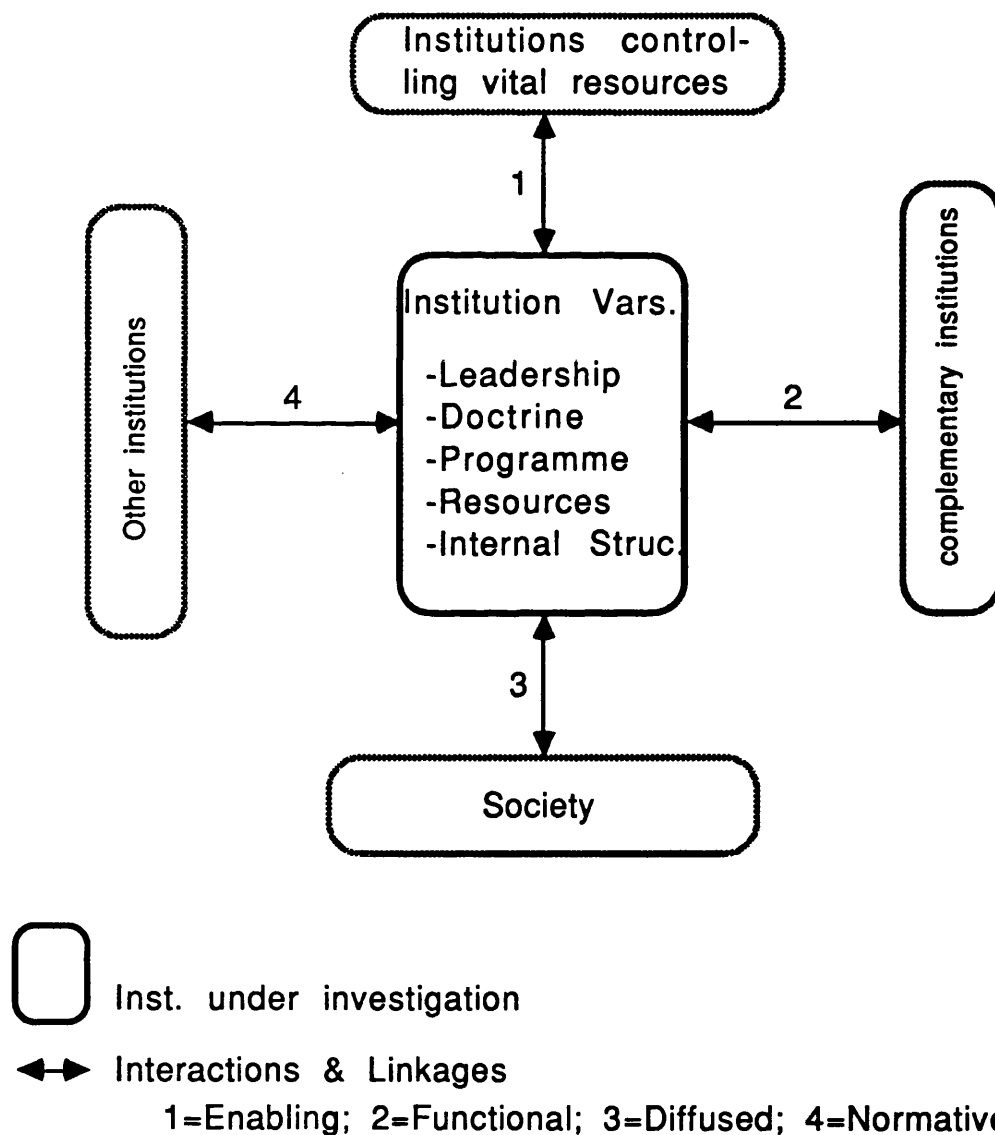 Institutions control-
ling vital resources
1
Other institutions
4
Institution Vars.
-Leadership
-Doctrine
-Programme
-Resources
-Internal Struc.
2
complementary institutions
3
Society
Inst. under investigation
Interactions & Linkages
1=Enabling; 2=Functional; 3=Diffused; 4=Normative